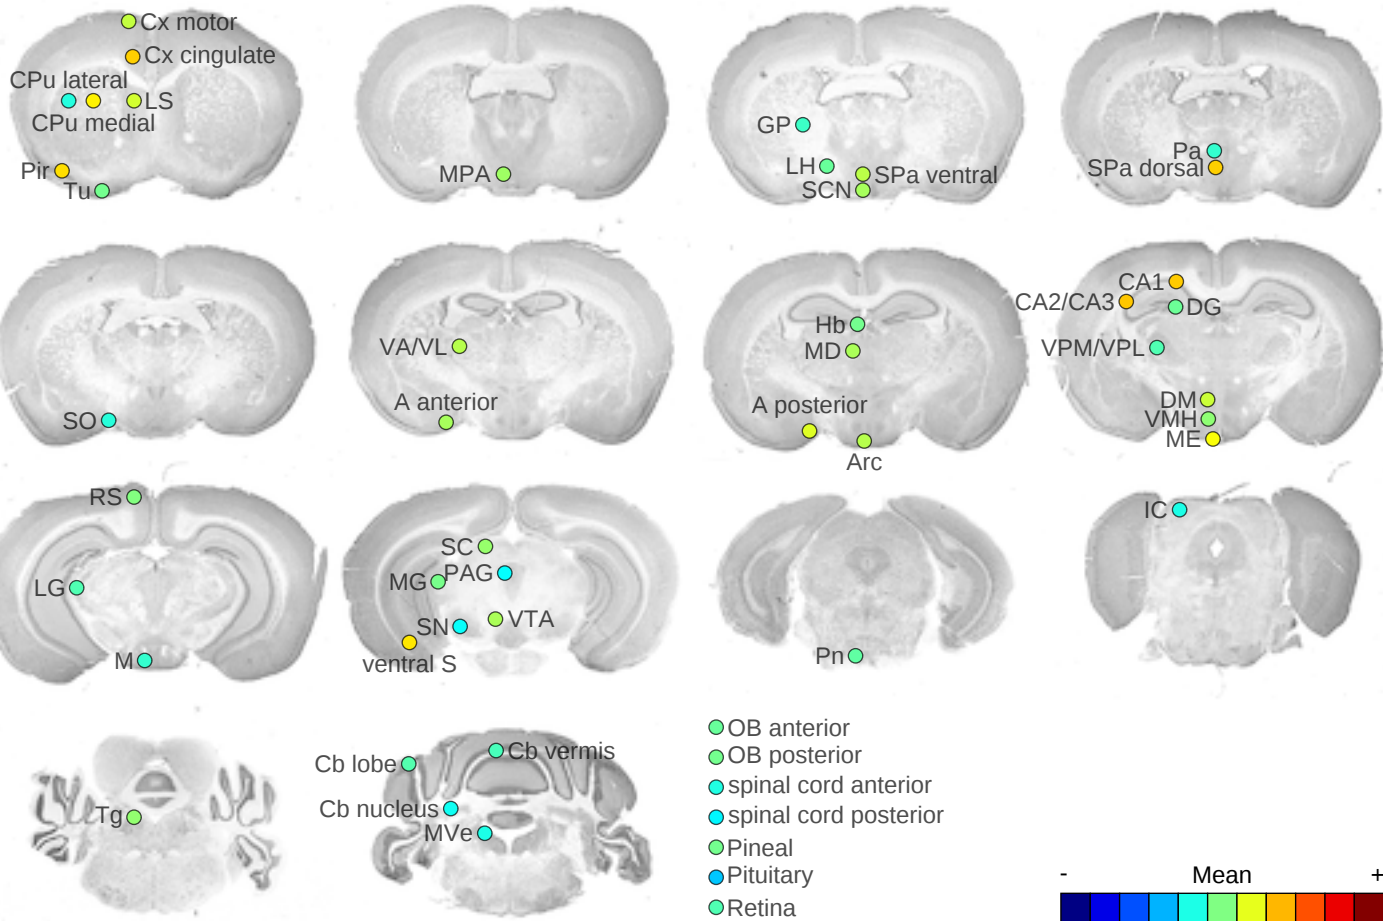 Cx motor
Cx cingulate
CPu lateral
LS
CPu medial
Pir
Tu
MPA
GP
LH
SPa ventral
SCN
Pa
SPa dorsal
SO
VA/VL
A anterior
Hb
MD
A posterior
Arc
CA1
CA2/CA3
DG
VPM/VPL
DM
VMH
ME
RS
LG
M
SC
MG
PAG
SN
VTA
ventral S
Pn
IC
Tg
Cb lobe
Cb vermis
Cb nucleus
MVe
OB anterior
OB posterior
spinal cord anterior
spinal cord posterior
Pineal
Pituitary
Retina
- Mean +